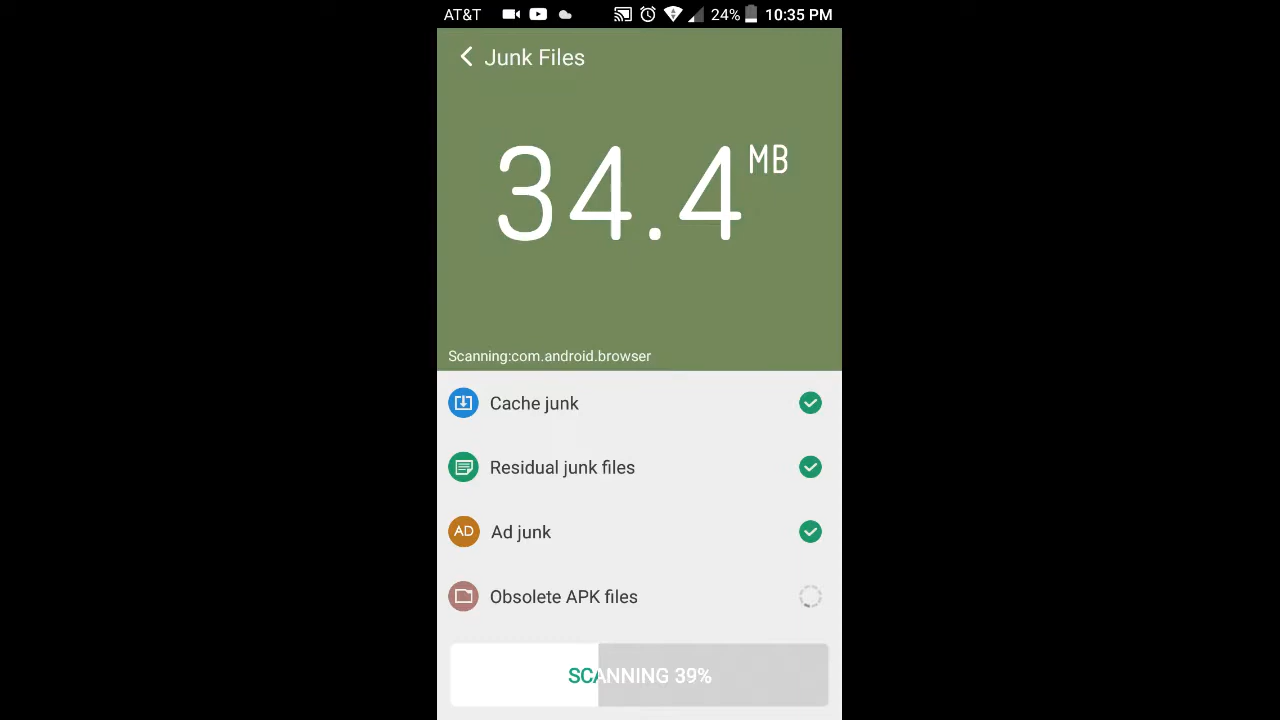 AT&T 24% 10:35 PM
Junk Files
34.4 MB
Scanning:com.android.browser
Cache junk
Residual junk files
AD Ad junk
Obsolete APK files
SCANNING 39%